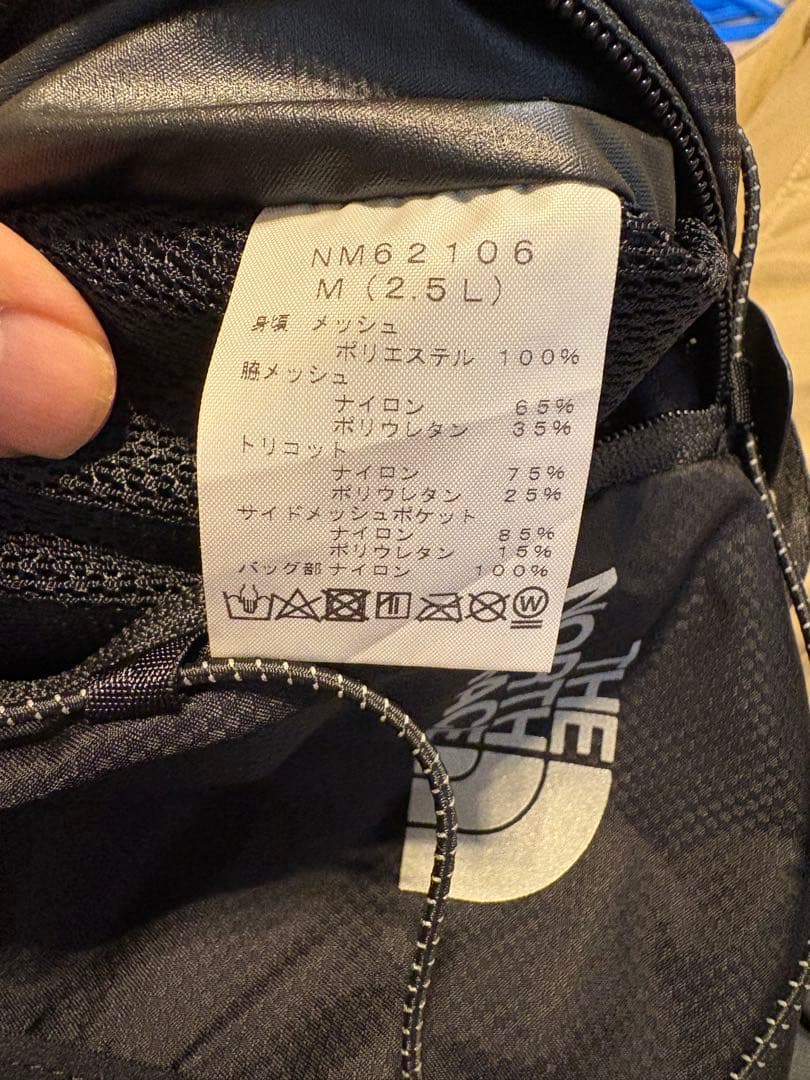 NM62106
M(2.5L)
身頃 メッシュ
ポリエステル 100%
脇メッシュ
ナイロン 65%
ポリウレタン 35%
トリコット
ナイロン 75%
ポリウレタン 25%
サイドメッシュポケット
ナイロン 85%
ポリウレタン 15%
バッグ部 ナイロン 100%
W
THE
NORTH
FACE